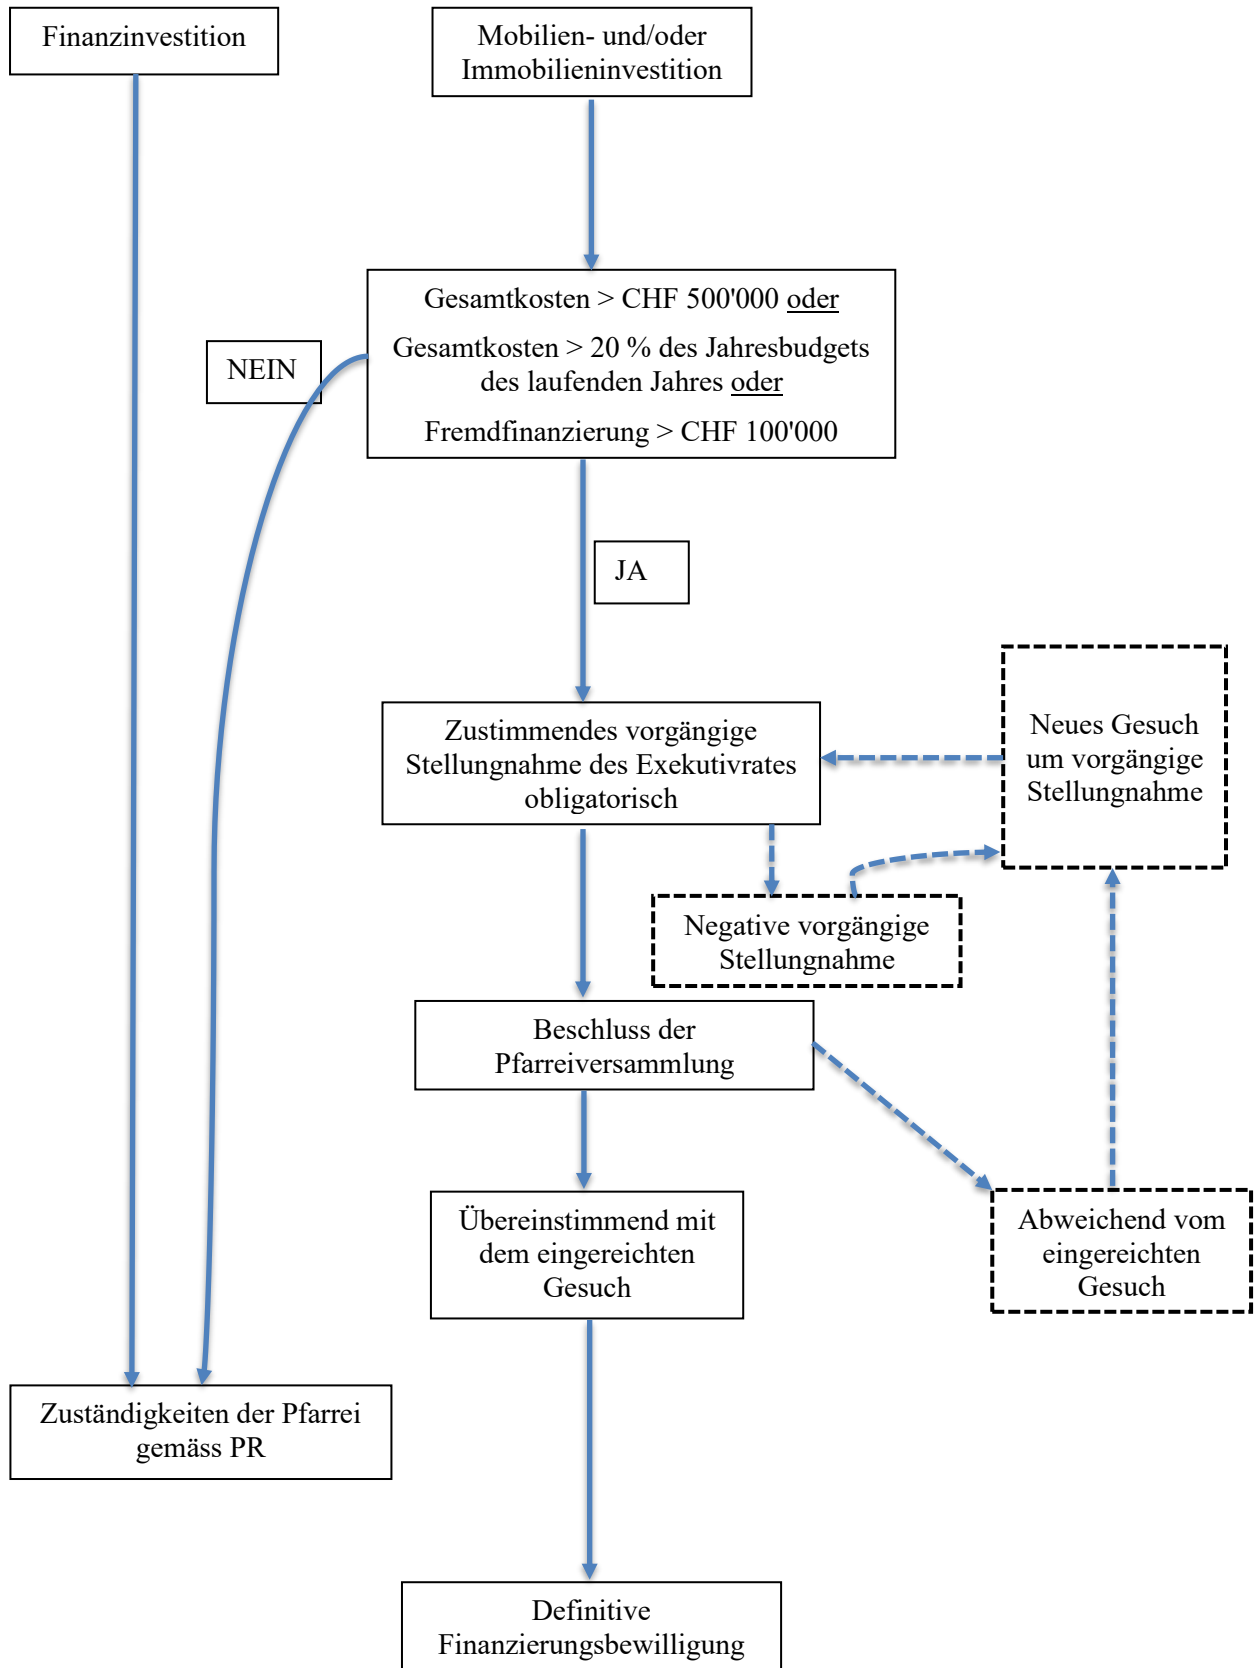 Finanzinvestition
Mobilien- und/oder
Immobilieninvestition
Gesamtkosten > CHF 500'000 oder
Gesamtkosten > 20 % des Jahresbudgets
des laufenden Jahres oder
Fremdfinanzierung > CHF 100'000
NEIN
JA
Zustimmendes vorgängige
Stellungnahme des Exekutivrates
obligatorisch
Neues Gesuch
um vorgängige
Stellungnahme
Negative vorgängige
Stellungnahme
Beschluss der
Pfarreiversammlung
Übereinstimmend mit
dem eingereichten
Gesuch
Abweichend vom
eingereichten
Gesuch
Zuständigkeiten der Pfarrei
gemäss PR
Definitive
Finanzierungsbewilligung